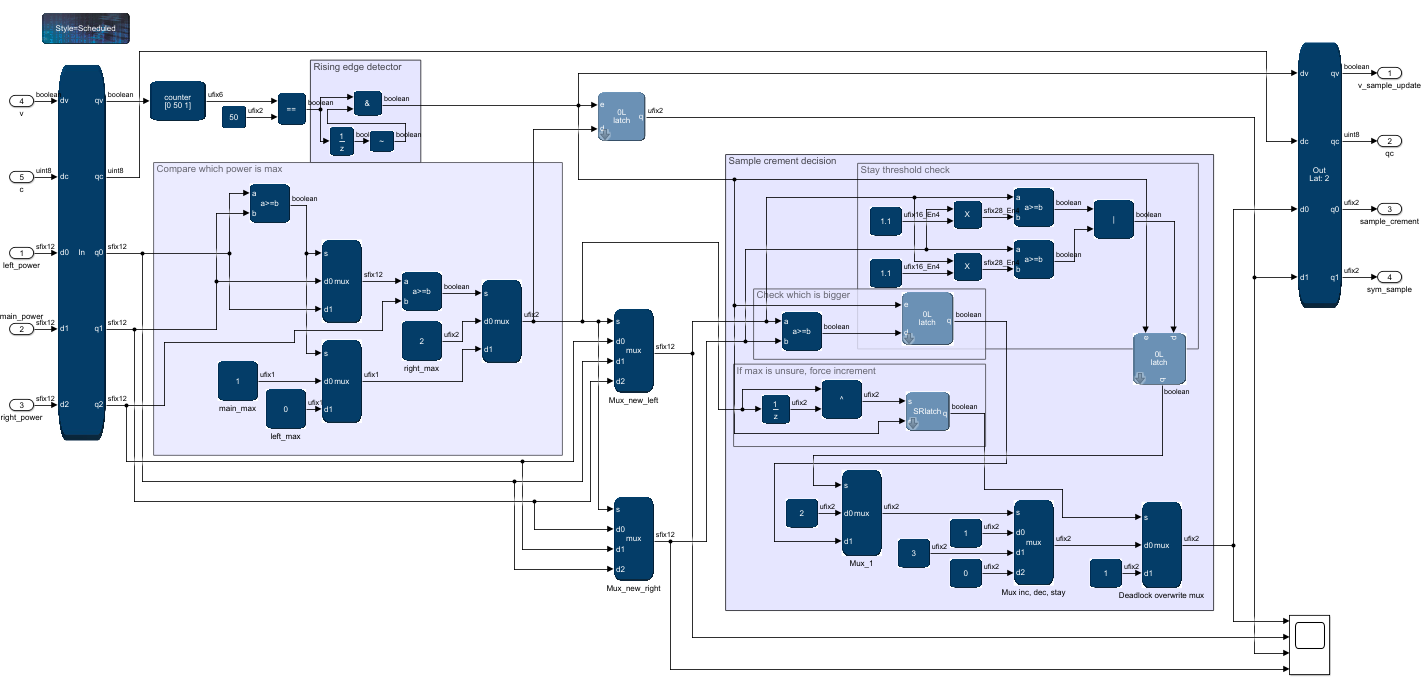 Style=Scheduled
Rising edge detector
boolean
dv
qv
boolean
counter
[0 50 1]
ufix6
50
ufix2
==
boolean
&
boolean
1
z
~
boolean
e
d
0L
latch
q
ufix2
dv
qv
boolean
1
v_sample_update
4
v
5
c
uint8
dc
qc
uint8
dc
qc
uint8
2
qc
Out
Lat: 2
d0
q0
ufix2
3
sample_crement
d1
q1
ufix2
4
sym_sample
1
left_power
sfix12
d0
In
q0
sfix12
main_power
2
sfix12
d1
q1
sfix12
3
right_power
sfix12
d2
q2
sfix12
Compare which power is max
a
b
a>=b
boolean
s
d0
mux
d1
sfix12
a
b
a>=b
boolean
2
right_max
ufix2
s
d0
mux
d1
ufix2
1
main_max
ufix1
0
left_max
ufix1
s
d0
mux
d1
ufix1
s
d0
d1
d2
mux
sfix12
Mux_new_left
s
d0
d1
d2
mux
sfix12
Mux_new_right
Sample crement decision
Stay threshold check
1.1
ufix16_En4
X
sfix28_En4
a
b
a>=b
boolean
|
boolean
1.1
ufix16_En4
X
sfix28_En4
a
b
a>=b
boolean
Check which is bigger
a
b
a>=b
boolean
e
d
0L
latch
q
boolean
e
d
0L
latch
q
boolean
If max is unsure, force increment
1
z
ufix2
^
ufix2
s
SRlatch
q
boolean
2
ufix2
s
d0
mux
d1
ufix2
Mux_1
1
ufix2
3
ufix2
0
ufix2
s
d0
d1
d2
mux
ufix2
Mux inc, dec, stay
1
ufix2
s
d0
mux
d1
ufix2
Deadlock overwrite mux